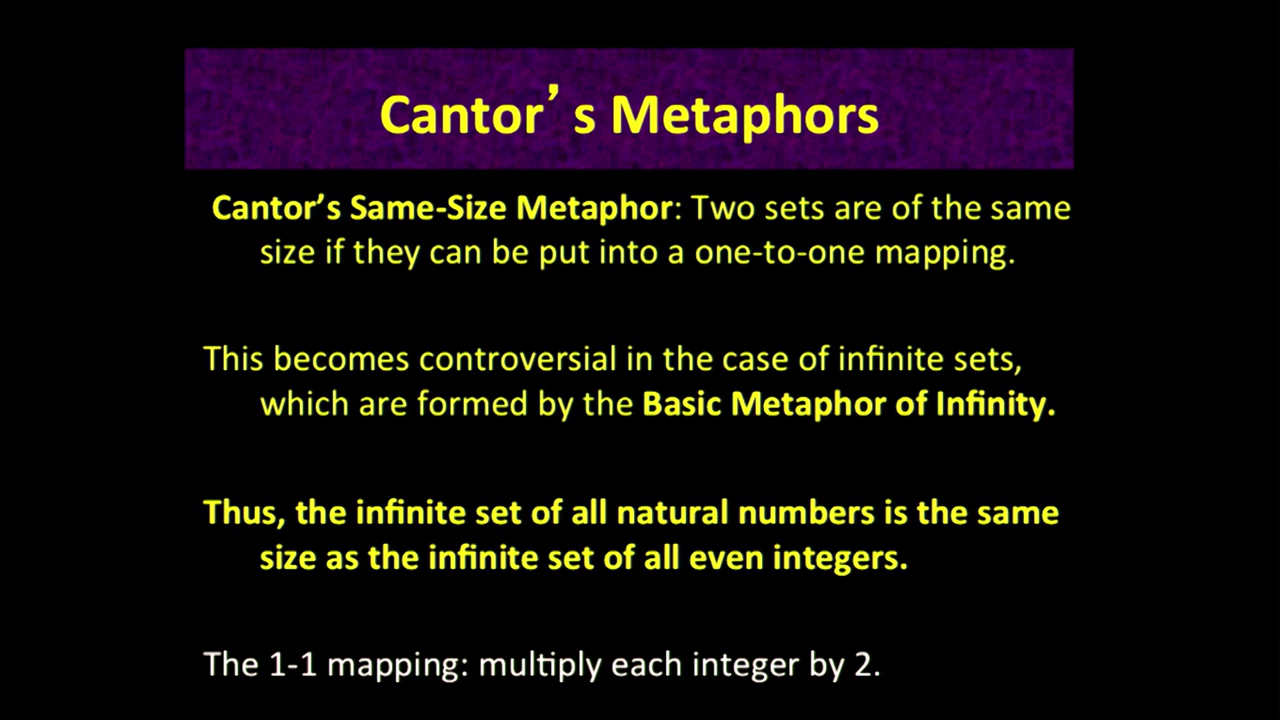 Cantor’s Metaphors
Cantor’s Same-Size Metaphor: Two sets are of the same
size if they can be put into a one-to-one mapping.
This becomes controversial in the case of infinite sets,
which are formed by the Basic Metaphor of Infinity.
Thus, the infinite set of all natural numbers is the same
size as the infinite set of all even integers.
The 1-1 mapping: multiply each integer by 2.